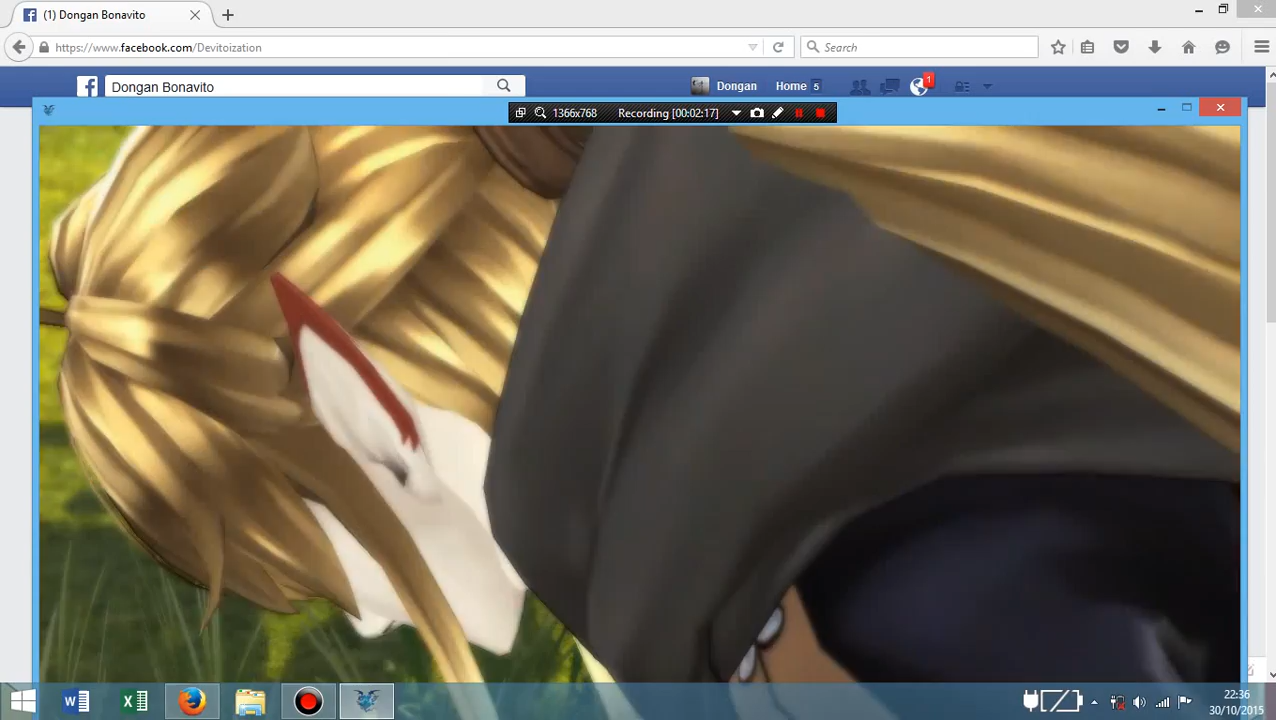 (1) Dongan Bonavito
https://www.facebook.com/Devitoization
Search
Dongan Bonavito
Dongan
Home 5
1
1366x768
Recording [00:02:17]
22:36
30/10/2015